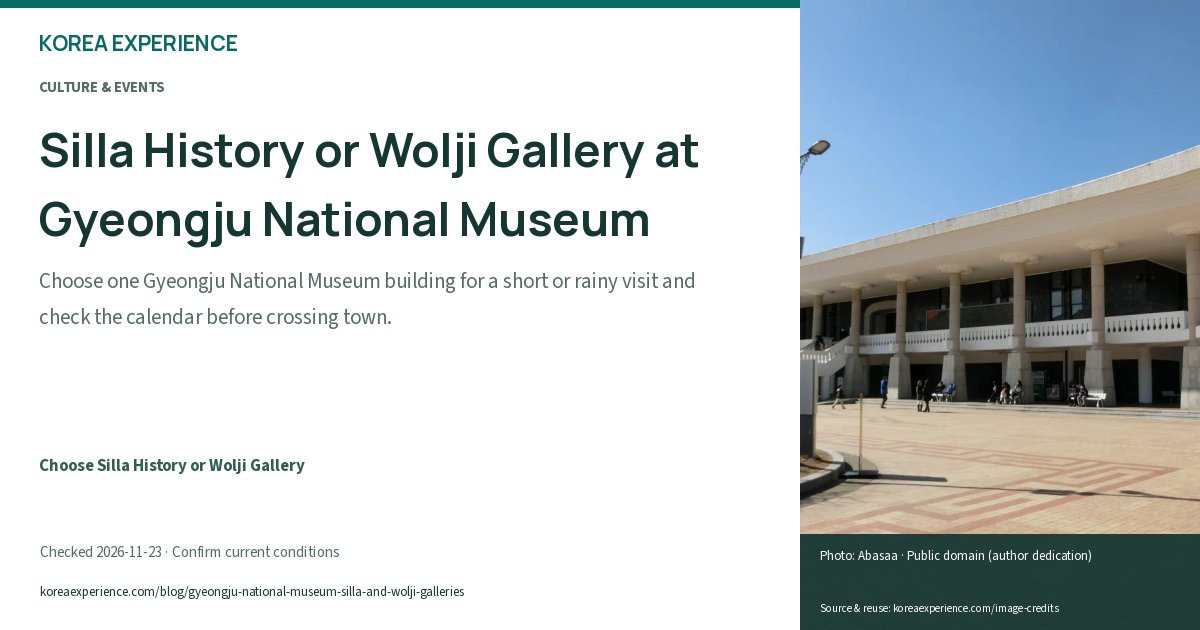 KOREA EXPERIENCE
CULTURE & EVENTS
Silla History or Wolji Gallery at
Gyeongju National Museum
Choose one Gyeongju National Museum building for a short or rainy visit and
check the calendar before crossing town.
Choose Silla History or Wolji Gallery
Checked 2026-11-23 · Confirm current conditions
koreaexperience.com/blog/gyeongju-national-museum-silla-and-wolji-galleries
Photo: Abasaa · Public domain (author dedication)
Source & reuse: koreaexperience.com/image-credits